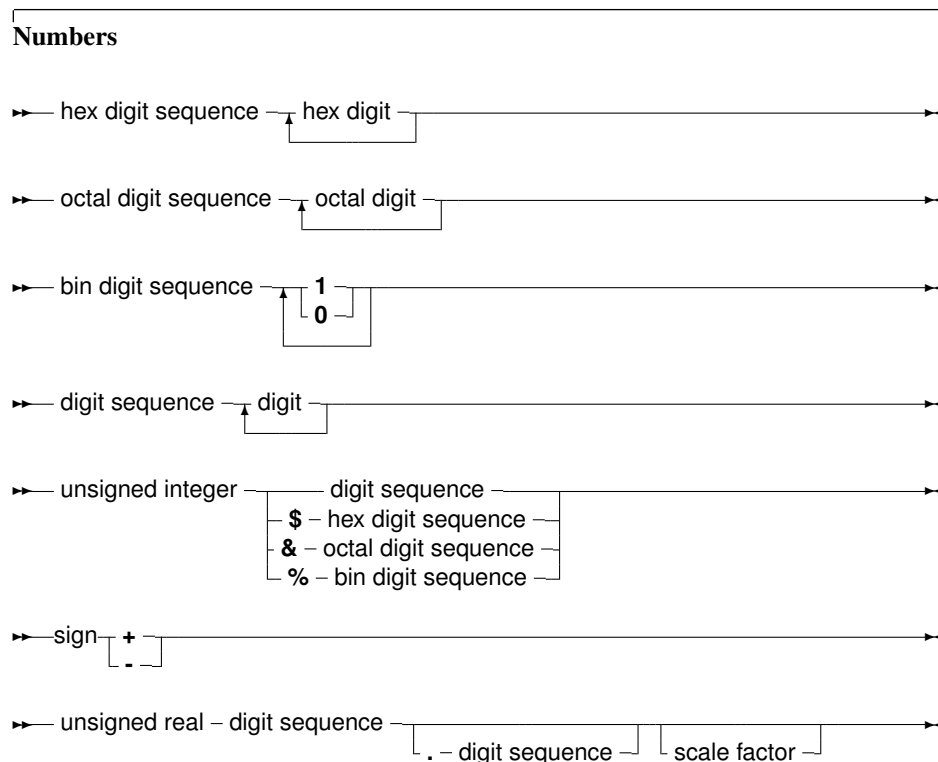 Numbers
hex digit sequence hex digit
octal digit sequence octal digit
bin digit sequence 1
0
digit sequence digit
unsigned integer digit sequence
$ hex digit sequence
& octal digit sequence
% bin digit sequence
sign +
-
unsigned real digit sequence
. digit sequence scale factor